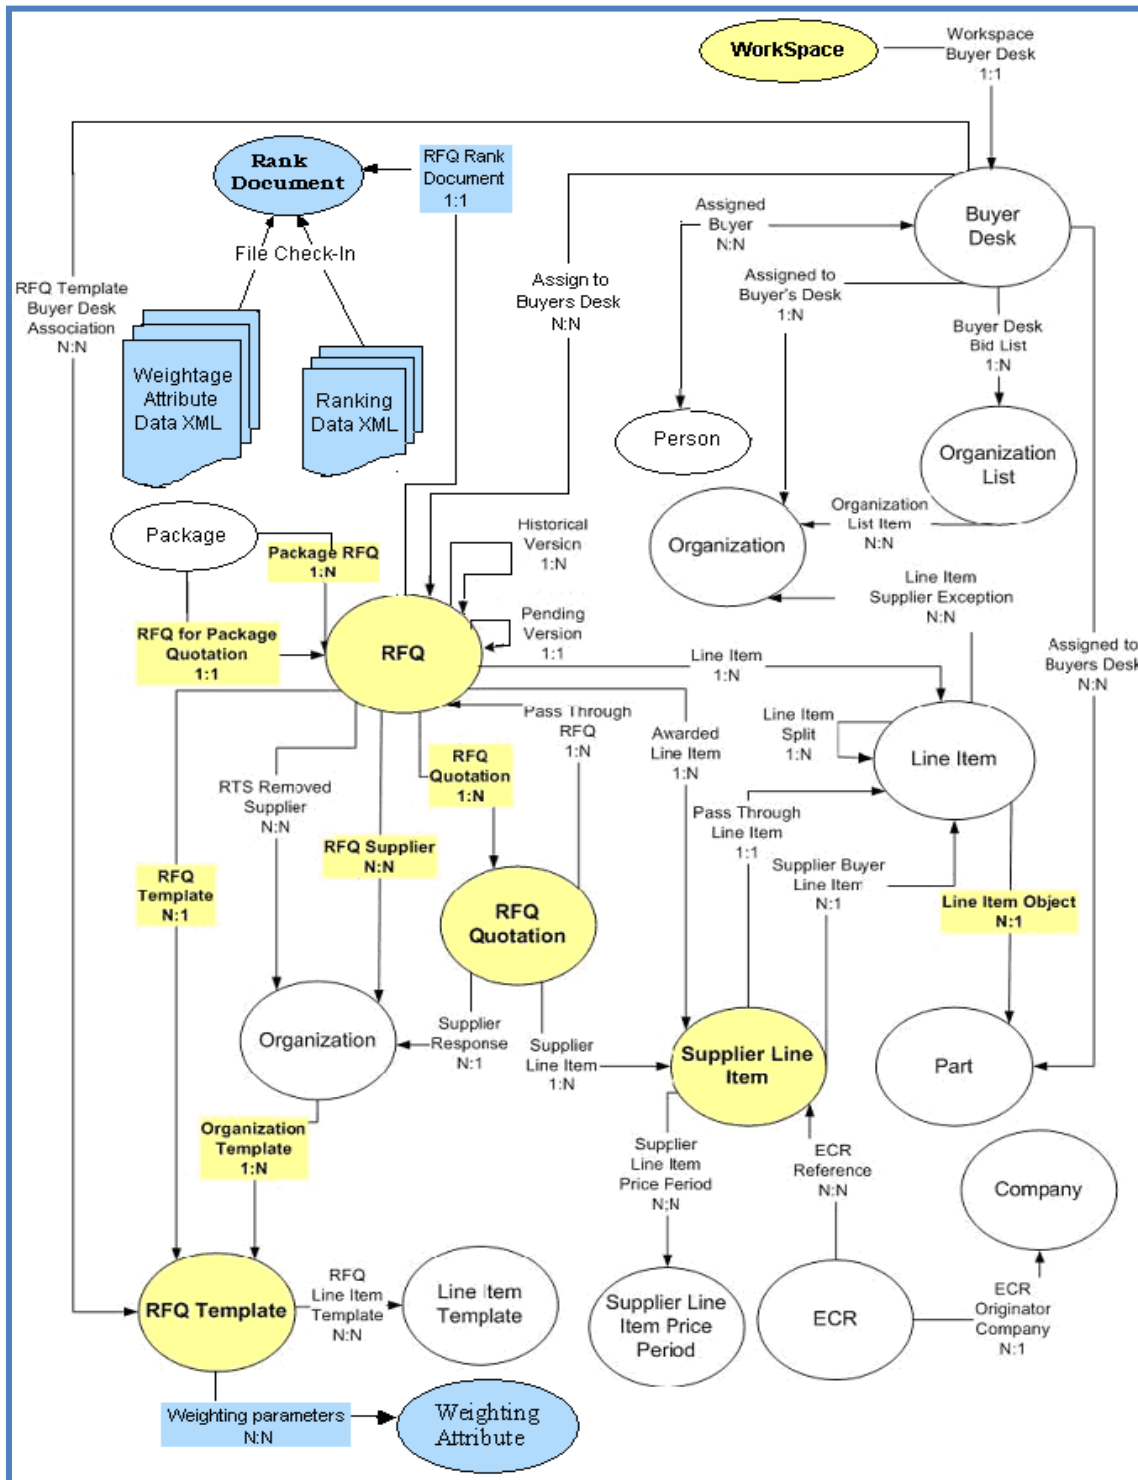 WorkSpace
Workspace
Buyer Desk
1:1
Rank
Document
RFQ Rank
Document
1:1
File Check-In
Assigned
Buyer
N:N
Buyer
Desk
RFQ Template
Buyer Desk
Association
N:N
Assign to
Buyers Desk
N:N
Assigned to
Buyer's Desk
1:N
Buyer Desk
Bid List
1:N
Weightage
Attribute
Data XML
Ranking
Data XML
Person
Organization
List
Package
Package RFQ
1:N
Historical
Version
1:N
Organization
Organization
List Item
N:N
Line Item
Supplier Exception
N:N
RFQ for Package
Quotation
1:1
RFQ
Pending
Version
1:1
Line Item
1:N
Assigned to
Buyers Desk
N:N
Pass Through
RFQ
1:N
Awarded
Line Item
1:N
Line Item
Split
1:N
Line Item
RTS Removed
Supplier
N:N
RFQ
Quotation
1:N
Pass Through
Line Item
1:1
RFQ Supplier
N:N
RFQ
Template
N:1
Supplier Buyer
Line Item
N:1
Line Item Object
N:1
RFQ
Quotation
Organization
Supplier
Response
N:1
Supplier
Line Item
1:N
Supplier Line
Item
Part
Organization
Template
1:N
Supplier
Line Item
Price Period
N:N
ECR
Reference
N:N
Company
RFQ Template
RFQ
Line Item
Template
N:N
Line Item
Template
Supplier Line
Item Price
Period
ECR
ECR
Originator
Company
N:1
Weighting parameters
N:N
Weighting
Attribute